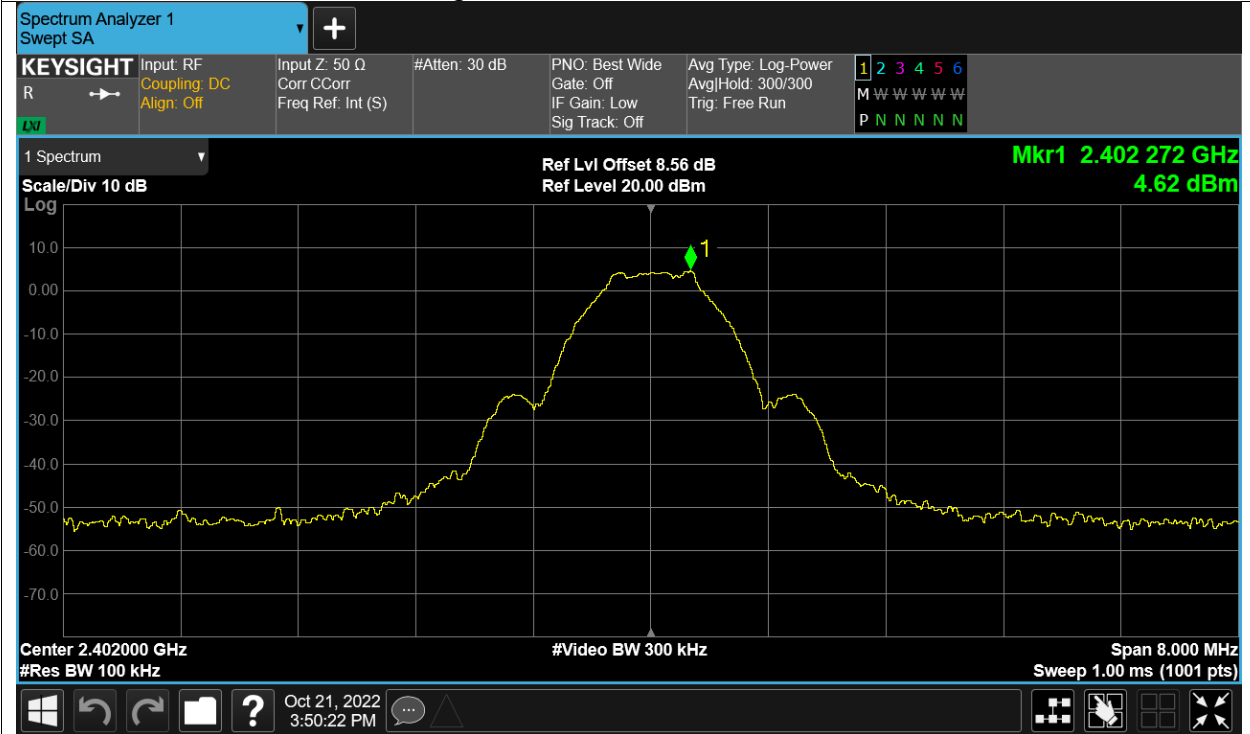 Spectrum Analyzer 1
Swept SA
KEYSIGHT
R
LXI
Input: RF
Coupling: DC
Align: Off
Input Z: 50 Ω
Corr CCorr
Freq Ref: Int (S)
#Atten: 30 dB
PNO: Best Wide
Gate: Off
IF Gain: Low
Sig Track: Off
Avg Type: Log-Power
Avg|Hold: 300/300
Trig: Free Run
1 2 3 4 5 6
M W W W W W
P N N N N N
1 Spectrum
Scale/Div 10 dB
Log
Ref Lvl Offset 8.56 dB
Ref Level 20.00 dBm
Mkr1 2.402 272 GHz
4.62 dBm
1
10.0
0.00
-10.0
-20.0
-30.0
-40.0
-50.0
-60.0
-70.0
Center 2.402000 GHz
#Res BW 100 kHz
#Video BW 300 kHz
Span 8.000 MHz
Sweep 1.00 ms (1001 pts)
?
Oct 21, 2022
3:50:22 PM